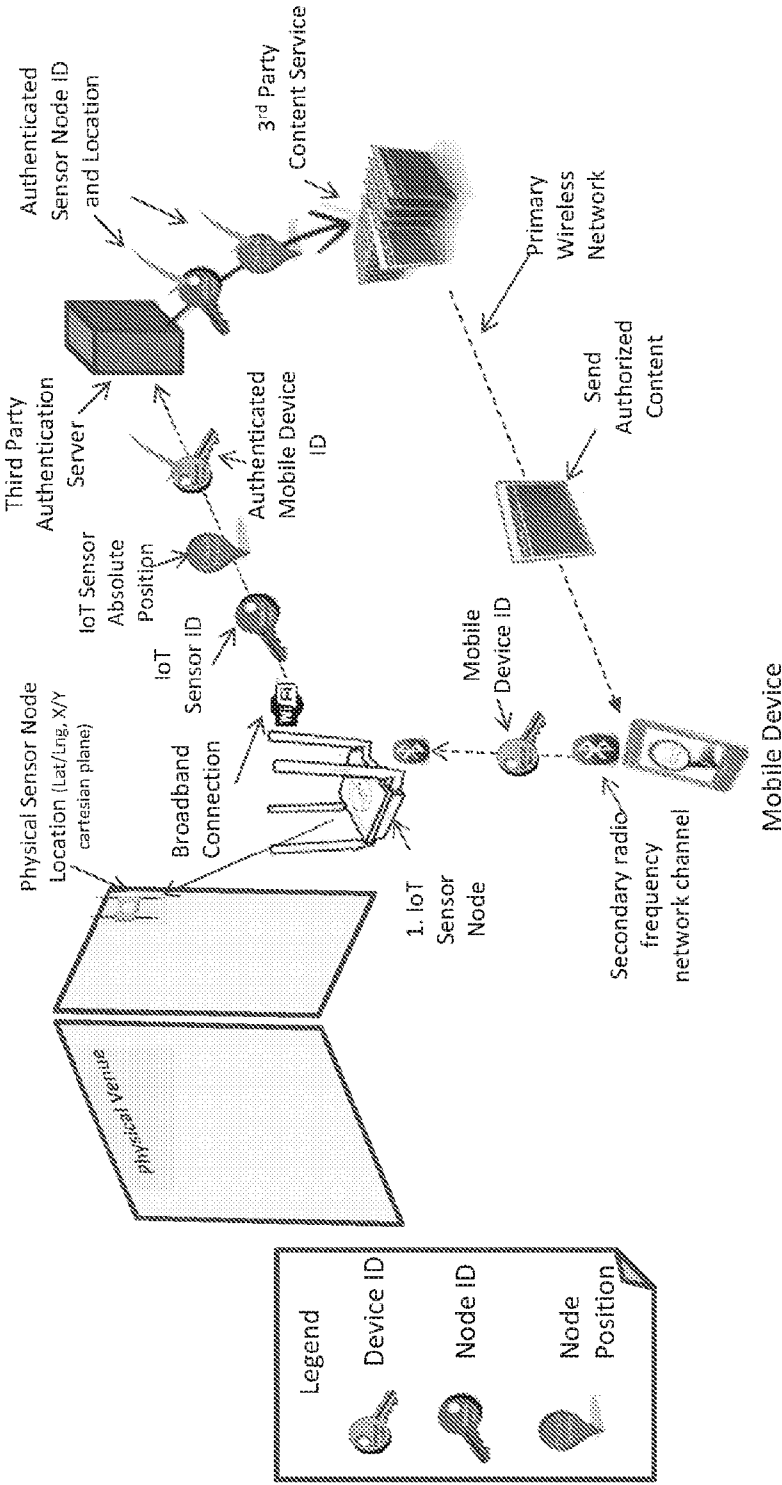 Physical Venue
Physical Sensor Node
Location (Lat/Lng, X/Y
cartesian plane)
Broadband
Connection
1. IoT
Sensor
Node
IoT
Sensor ID
IoT Sensor
Absolute
Position
Authenticated
Mobile Device
ID
Third Party
Authentication
Server
Authenticated
Sensor Node ID
and Location
3rd Party
Content Service
Primary
Wireless
Network
Send
Authorized
Content
Mobile
Device ID
Secondary radio
frequency
network channel
Mobile Device
Legend
Device ID
Node ID
Node
Position